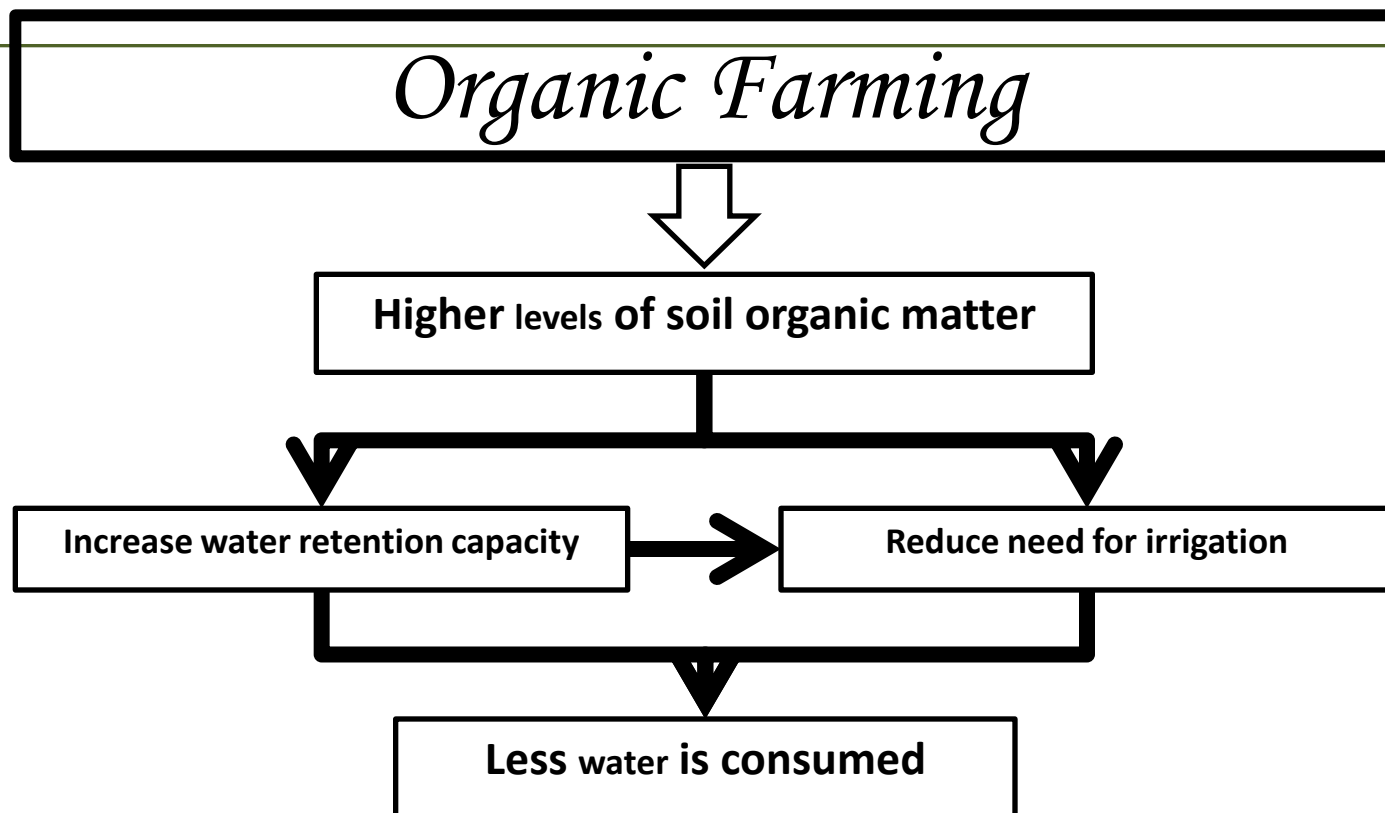 Organic Farming
Higher levels of soil organic matter
Increase water retention capacity
Reduce need for irrigation
Less water is consumed